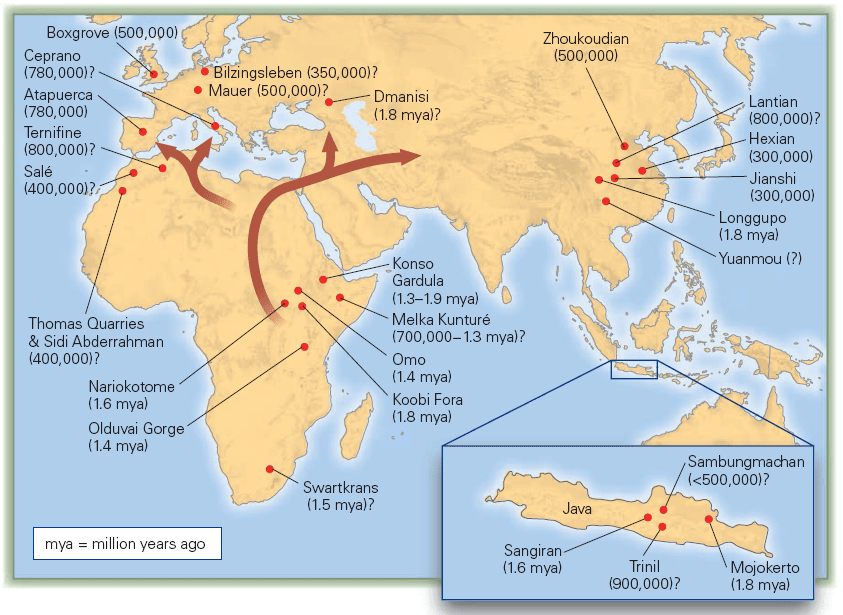 Boxgrove (500,000)
Ceprano
(780,000)?
Atapuerca
(780,000)
Ternifine
(800,000)?
Salé
(400,000)?
Bilzingsleben (350,000)?
Mauer (500,000)?
Dmanisi
(1.8 mya)?
Zhoukoudian
(500,000)
Lantian
(800,000)?
Hexian
(300,000)
Jianshi
(300,000)
Longgupo
(1.8 mya)
Yuanmou (?)
Konso
Gardula
(1.3–1.9 mya)
Melka Kunturé
(700,000–1.3 mya)?
Omo
(1.4 mya)
Koobi Fora
(1.8 mya)
Thomas Quarries
& Sidi Abderrahman
(400,000)?
Nariokotome
(1.6 mya)
Olduvai Gorge
(1.4 mya)
Swartkrans
(1.5 mya)?
mya = million years ago
Java
Sambungmachan
(<500,000)?
Sangiran
(1.6 mya)
Trinil
(900,000)?
Mojokerto
(1.8 mya)